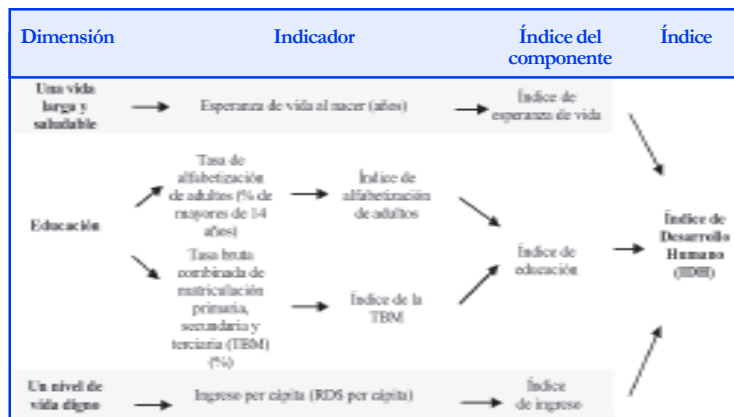 Dimensión
Indicador
Índice del
componente
Índice
Una vida
larga y
saludable
Esperanza de vida al nacer (años)
Índice de
esperanza de vida
Educación
Tasa de
alfabetización
de adultos (% de
mayores de 14
años)
Índice de
alfabetización
de adultos
Tasa bruta
combinada de
matriculación
primaria,
secundaria y
terciaria (TBM)
(%)
Índice de la
TBM
Índice de
educación
Índice de
Desarrollo
Humano
(IDH)
Un nivel de
vida digno
Ingreso per cápita (RD$ per cápita)
Índice
de ingreso